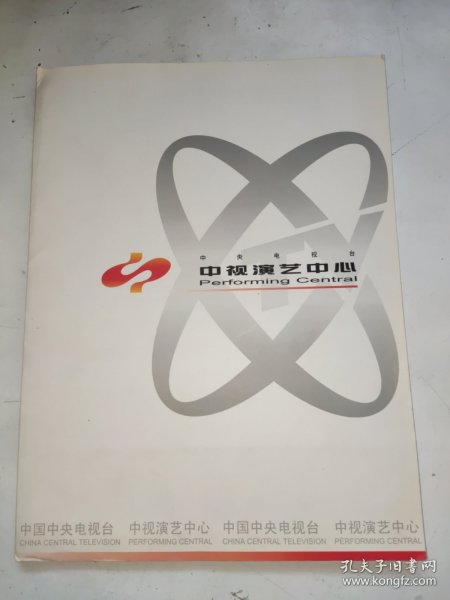 中央电视台
中视演艺中心
Performing Central
中国中央电视台 中视演艺中心 中国中央电视台 中视演艺中心
CHINA CENTRAL TELEVISION PERFORMING CENTRAL CHINA CENTRAL TELEVISION PERFORMING CENTRAL
孔夫子旧书网
www.kongfz.com